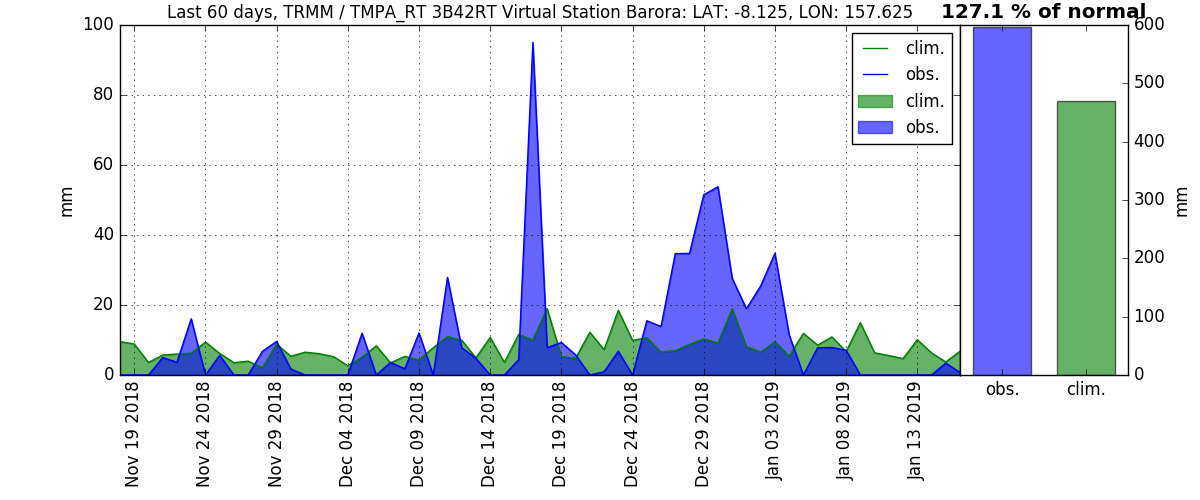 Last 60 days, TRMM / TMPA_RT 3B42RT Virtual Station Barora: LAT: -8.125, LON: 157.625
127.1 % of normal
100
80
60
40
20
0
mm
clim.
obs.
clim.
obs.
600
500
400
300
200
100
0
mm
obs.
clim.
Nov 19 2018
Nov 24 2018
Nov 29 2018
Dec 04 2018
Dec 09 2018
Dec 14 2018
Dec 19 2018
Dec 24 2018
Dec 29 2018
Jan 03 2019
Jan 08 2019
Jan 13 2019